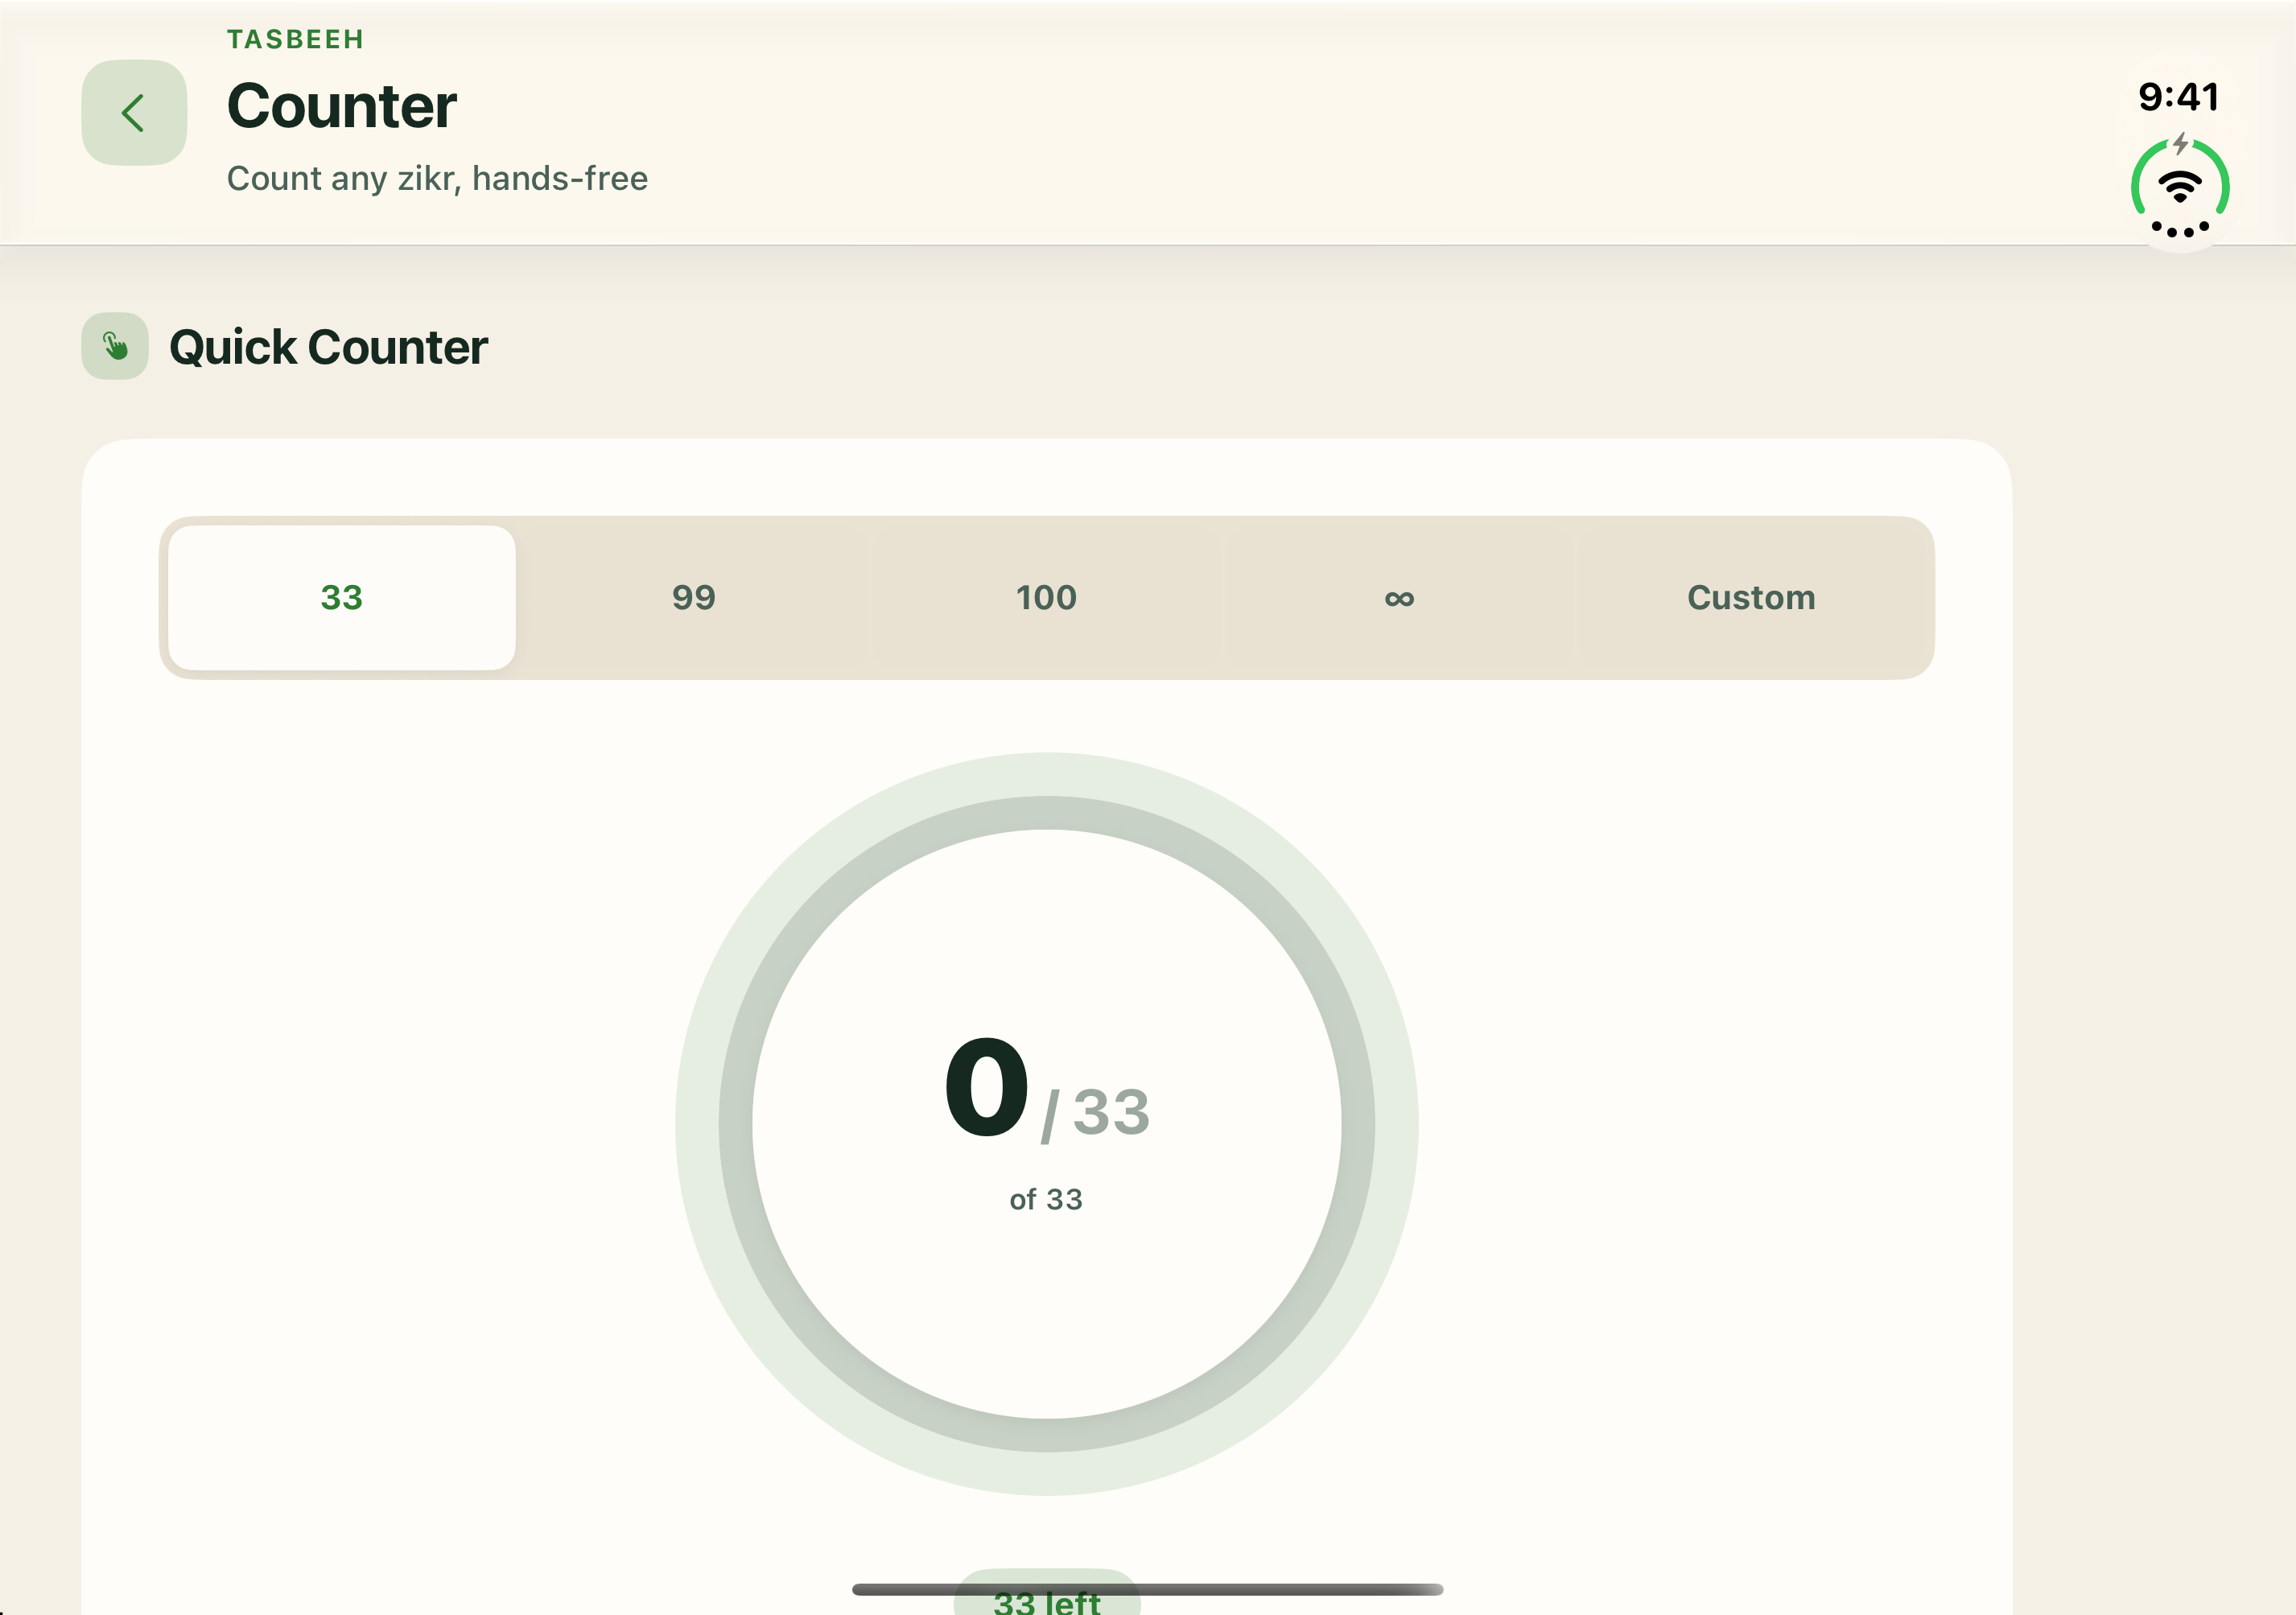 TASBEEH
Counter
Count any zikr, hands-free
9:41
Quick Counter
33 99 100 ∞ Custom
0 / 33
of 33
33 left